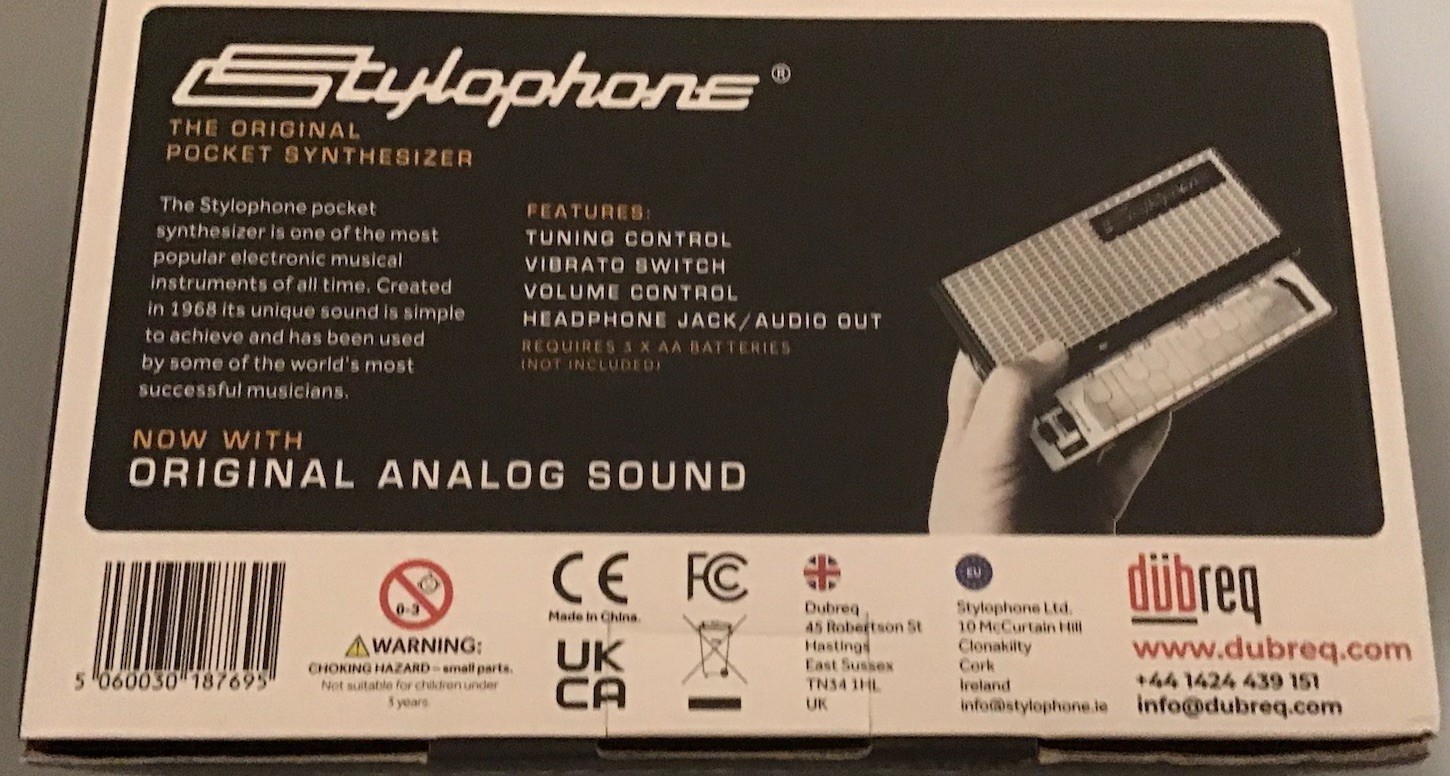 Stylophone®
THE ORIGINAL
POCKET SYNTHESIZER
The Stylophone pocket
synthesizer is one of the most
popular electronic musical
instruments of all time. Created
in 1968 its unique sound is simple
to achieve and has been used
by some of the world's most
successful musicians.
FEATURES:
TUNING CONTROL
VIBRATO SWITCH
VOLUME CONTROL
HEADPHONE JACK/AUDIO OUT
REQUIRES 3 X AA BATTERIES
(NOT INCLUDED)
NOW WITH
ORIGINAL ANALOG SOUND
5 060030 187695
0-3
WARNING:
CHOKING HAZARD – small parts.
Not suitable for children under
3 years.
CE
Made in China.
UK
CA
FC
Dubreq
45 Robertson St
Hastings
East Sussex
TN34 1HL
UK
EU
Stylophone Ltd.
10 McCurtain Hill
Clonakilty
Cork
Ireland
info@stylophone.ie
dübreq
www.dubreq.com
+44 1424 439 151
info@dubreq.com